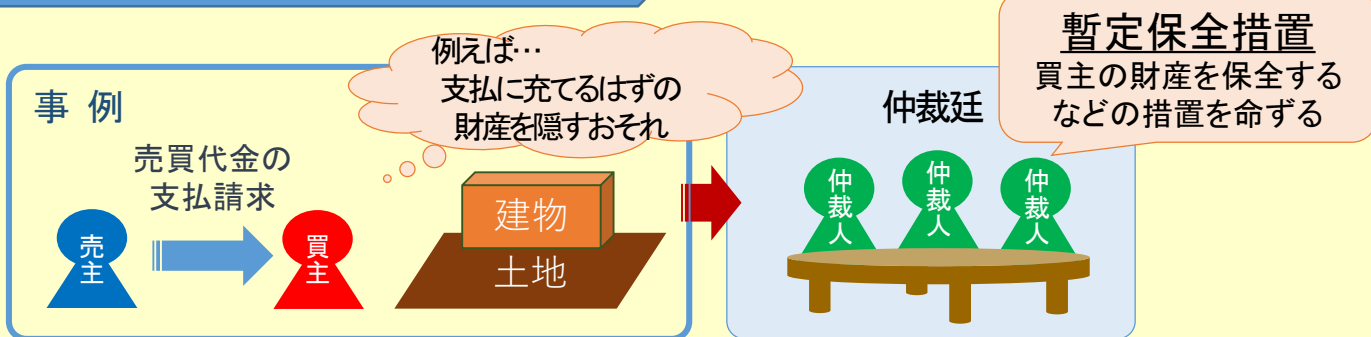 事 例
例えば…
支払に充てるはずの
財産を隠すおそれ
売買代金の
支払請求
売主
買主
建物
土地
仲裁廷
仲裁人
仲裁人
仲裁人
暫定保全措置
買主の財産を保全する
などの措置を命ずる